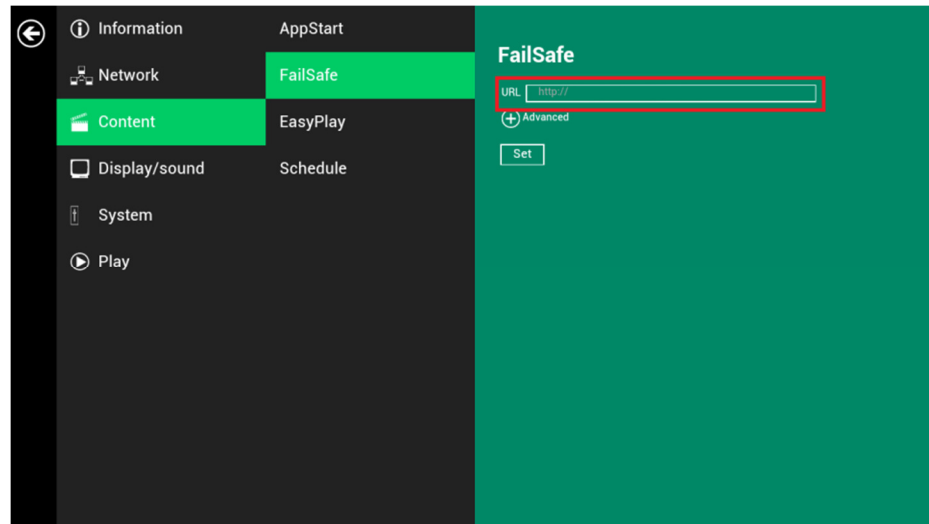 Information
Network
Content
Display/sound
System
Play
AppStart
FailSafe
EasyPlay
Schedule
FailSafe
URL http://
Advanced
Set